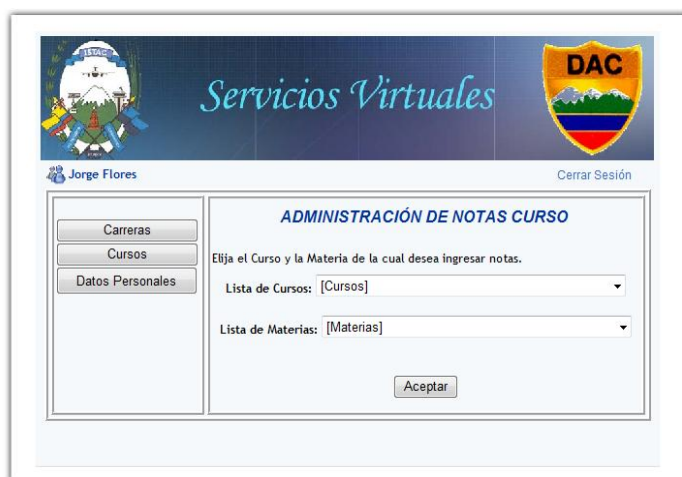 ISTAC
Servicios Virtuales
DAC
Jorge Flores
Cerrar Sesión
Carreras
Cursos
Datos Personales
ADMINISTRACIÓN DE NOTAS CURSO
Elija el Curso y la Materia de la cual desea ingresar notas.
Lista de Cursos: [Cursos]
Lista de Materias: [Materias]
Aceptar